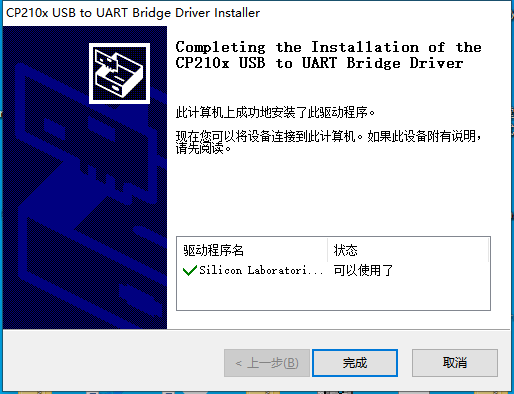 CP210x USB to UART Bridge Driver Installer
Completing the Installation of the
CP210x USB to UART Bridge Driver
此计算机上成功地安装了此驱动程序。
现在您可以将设备连接到此计算机。如果此设备附有说明，
请先阅读。
驱动程序名 状态
Silicon Laboratori... 可以使用了
< 上一步(B) 完成 取消